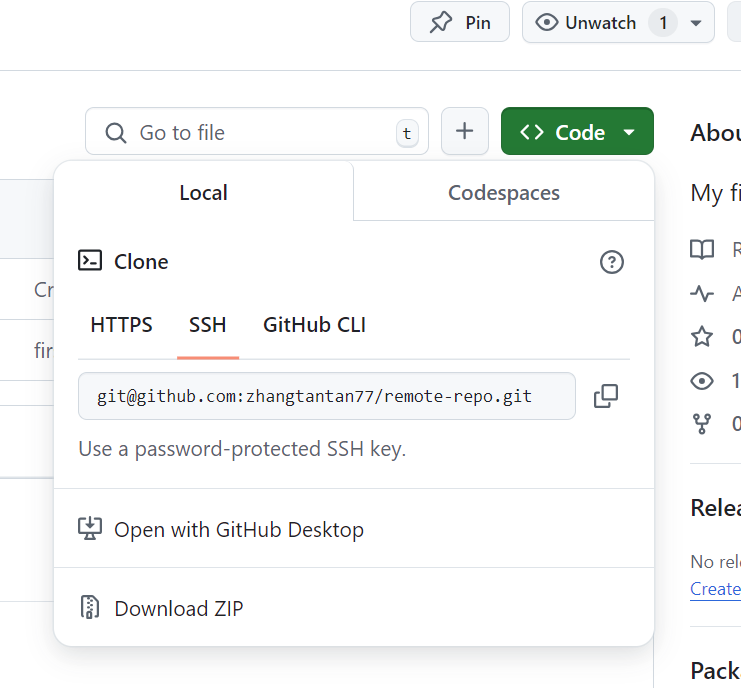 Pin
Unwatch 1
Go to file t
Code
Local
Codespaces
Clone
HTTPS SSH GitHub CLI
git@github.com:zhangtantan77/remote-repo.git
Use a password-protected SSH key.
Open with GitHub Desktop
Download ZIP
Cr
fir
Abou
My fi
R
A
0
1
0
Relea
No rel
Create
Pack